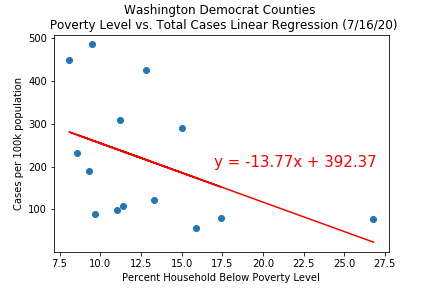 Washington Democrat Counties
Poverty Level vs. Total Cases Linear Regression (7/16/20)
500
400
300
200
100
Cases per 100k population
y = -13.77x + 392.37
7.5 10.0 12.5 15.0 17.5 20.0 22.5 25.0 27.5
Percent Household Below Poverty Level